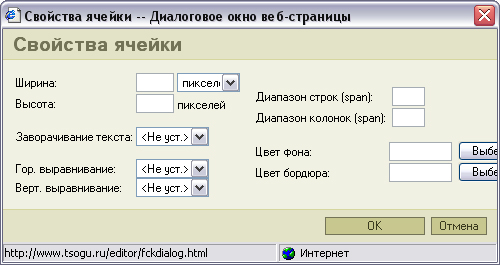 Свойства ячейки -- Диалоговое окно веб-страницы
Свойства ячейки
Ширина:
пикселе
Высота:
пикселей
Диапазон строк (span):
Диапазон колонок (span):
Заворачивание текста:
<Не уст.>
Гор. выравнивание:
<Не уст.>
Верт. выравнивание:
<Не уст.>
Цвет фона:
Выбе
Цвет бордюра:
Выбе
OK
Отмена
http://www.tsogu.ru/editor/fckdialog.html
Интернет